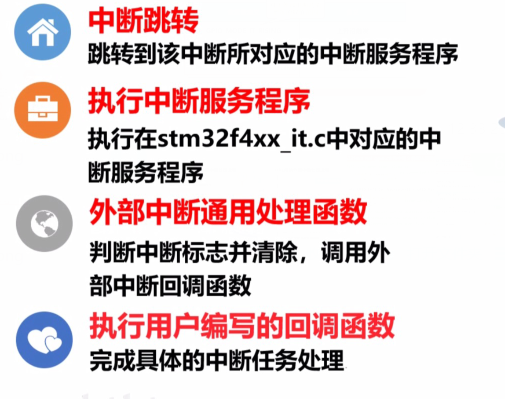 中断跳转
跳转到该中断所对应的中断服务程序
执行中断服务程序
执行在stm32f4xx_it.c中对应的中
断服务程序
外部中断通用处理函数
判断中断标志并清除，调用外
部中断回调函数
执行用户编写的回调函数
完成具体的中断任务处理